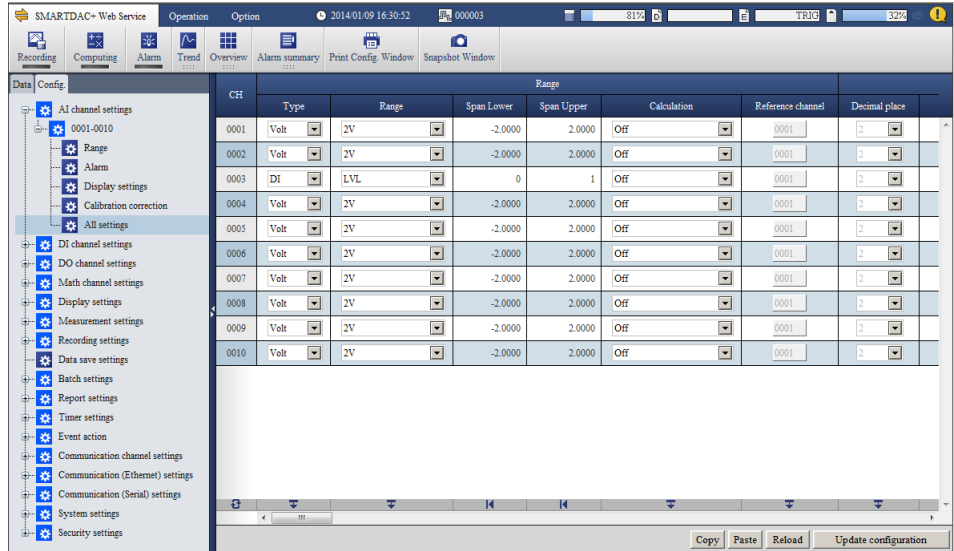 SMARTDAC+ Web Service Operation Option 2014/01/09 16:30:52 000003 81% D E TRIG 32%
Recording Computing Alarm Trend Overview Alarm summary Print Config. Window Snapshot Window
Data Config.
AI channel settings
0001-0010
Range
Alarm
Display settings
Calibration correction
All settings
DI channel settings
DO channel settings
Math channel settings
Display settings
Measurement settings
Recording settings
Data save settings
Batch settings
Report settings
Timer settings
Event action
Communication channel settings
Communication (Ethernet) settings
Communication (Serial) settings
System settings
Security settings
CH Range
Type Range Span Lower Span Upper Calculation Reference channel Decimal place
0001 Volt 2V -2.0000 2.0000 Off 0001 2
0002 Volt 2V -2.0000 2.0000 Off 0001 2
0003 DI LVL 0 1 Off 0001 2
0004 Volt 2V -2.0000 2.0000 Off 0001 2
0005 Volt 2V -2.0000 2.0000 Off 0001 2
0006 Volt 2V -2.0000 2.0000 Off 0001 2
0007 Volt 2V -2.0000 2.0000 Off 0001 2
0008 Volt 2V -2.0000 2.0000 Off 0001 2
0009 Volt 2V -2.0000 2.0000 Off 0001 2
0010 Volt 2V -2.0000 2.0000 Off 0001 2
Copy Paste Reload Update configuration